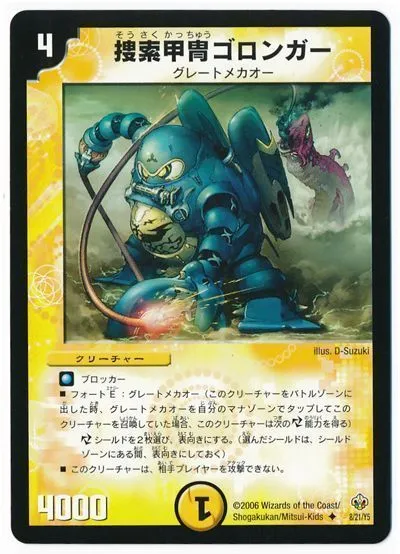 4
そうさくかっちゅう
捜索甲冑ゴロンガー
グレートメカオー
illus. D-Suzuki
クリーチャー
ブロッカー
■ フォートE：グレートメカオー（このクリーチャーをバトルゾーンに
出した時、グレートメカオーを自分のマナゾーンでタップしてこの
クリーチャーを召喚していた場合、このクリーチャーは次の能力を得る）
シールドを2枚選び、表向きにする。（選んだシールドは、シールド
ゾーンにある間、表向きにしておく）
■ このクリーチャーは、相手プレイヤーを攻撃できない。
4000
1
©2006 Wizards of the Coast/
Shogakukan/Mitsui-Kids
8/21/Y5